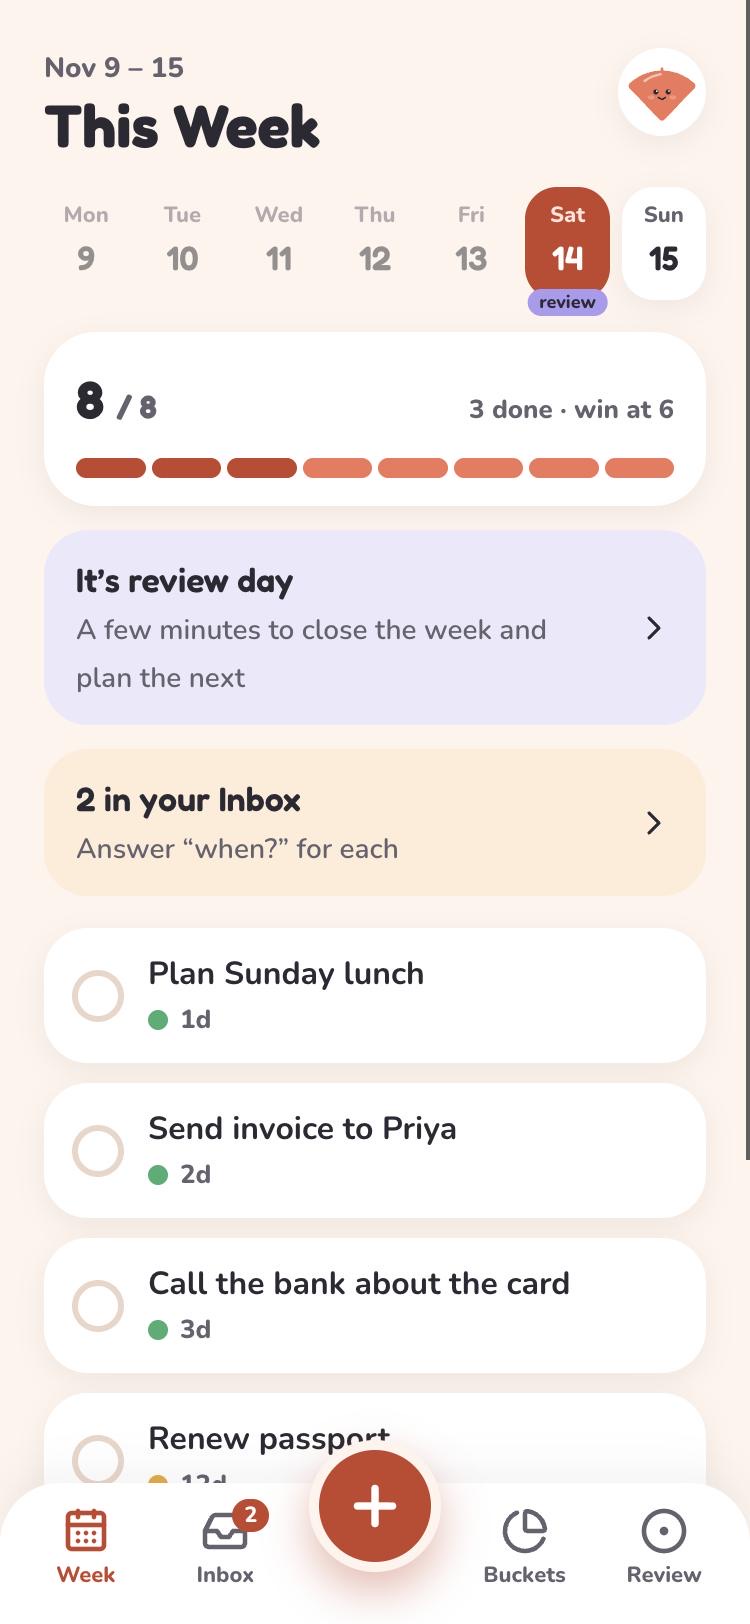 Nov 9 – 15
This Week
Mon Tue Wed Thu Fri Sat Sun
9 10 11 12 13 14 15
review
8 / 8
3 done · win at 6
It’s review day
A few minutes to close the week and
plan the next
2 in your Inbox
Answer “when?” for each
Plan Sunday lunch
1d
Send invoice to Priya
2d
Call the bank about the card
3d
Renew passport
2
Week Inbox Buckets Review